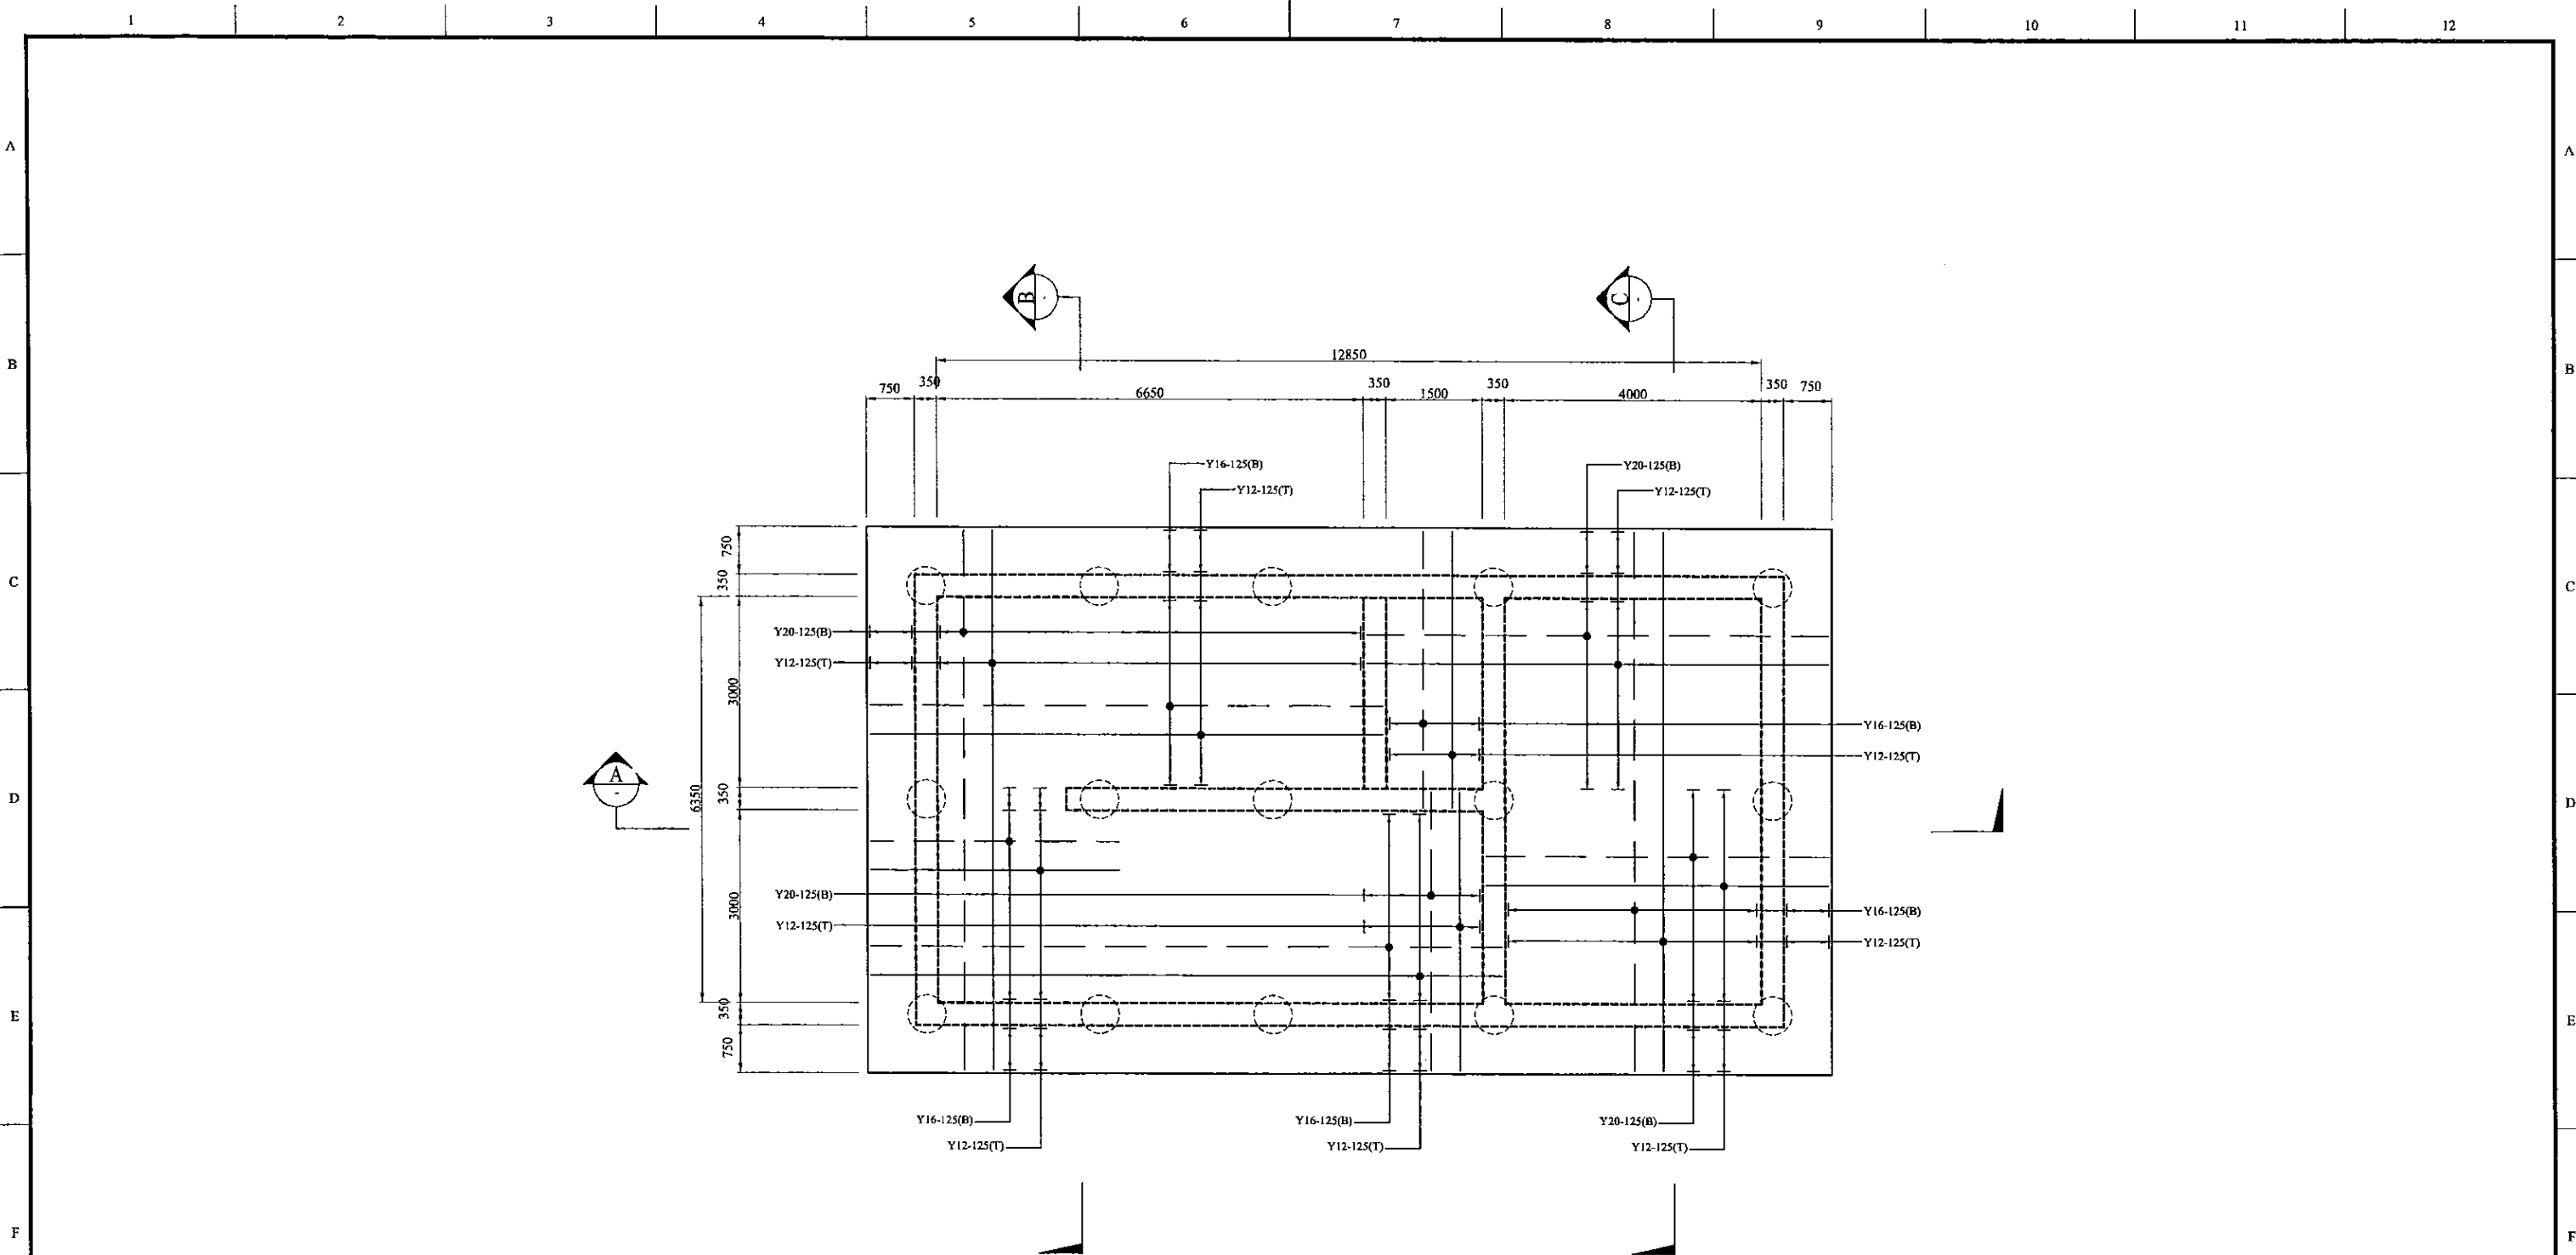 1 2 3 4 5 6 7 8 9 10 11 12
A A
B C
B B
12850
750 350 6650 350 1500 350 4000 350 750
Y16-125(B) Y20-125(B)
Y12-125(T) Y12-125(T)
750
C 350 C
Y20-125(B)
Y12-125(T)
3000
Y16-125(B)
Y12-125(T)
A
D 6350 350 D
Y20-125(B)
3000
Y16-125(B)
Y12-125(T)
Y12-125(T)
E 350 E
750
Y16-125(B) Y16-125(B) Y20-125(B)
Y12-125(T) Y12-125(T) Y12-125(T)
F F